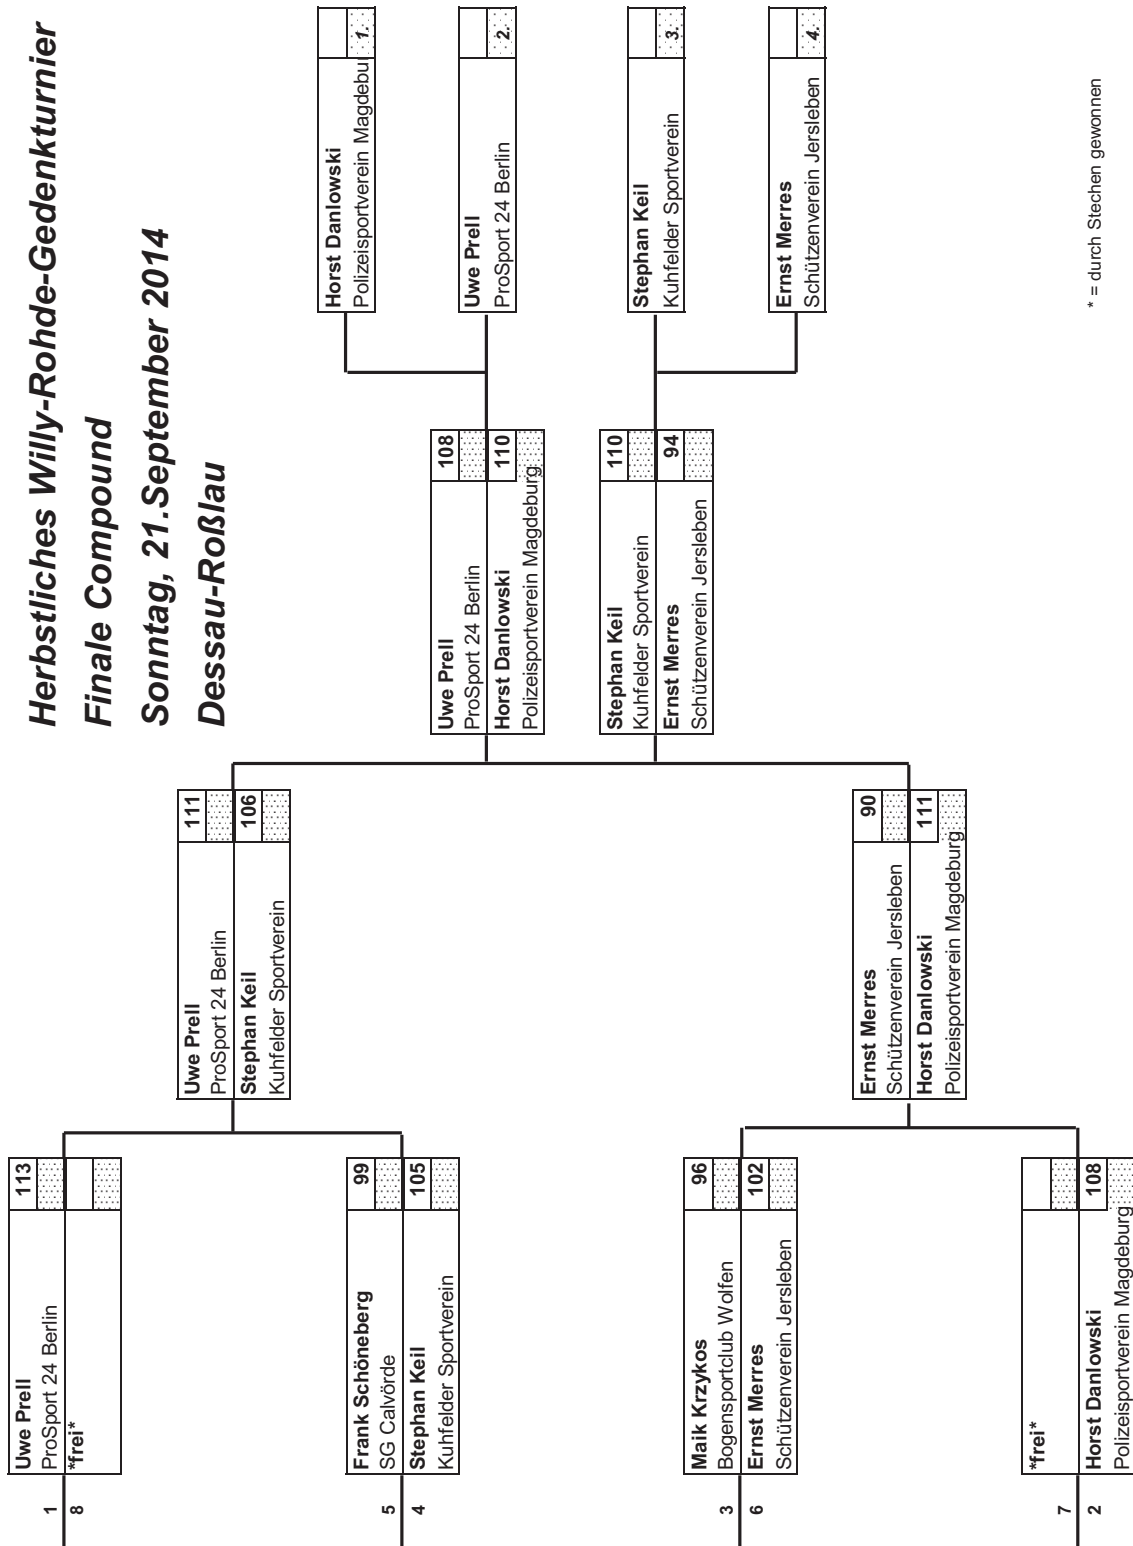 Herbstliches Willy-Rohde-Gedenkturnier
Finale Compound
Sonntag, 21.September 2014
Dessau-Roßlau
1
Uwe Prell
113
ProSport 24 Berlin
8
*frei*
5
Frank Schöneberg
99
SG Calvörde
4
Stephan Keil
105
Kuhfelder Sportverein
3
Maik Krzykos
96
Bogensportclub Wolfen
6
Ernst Merres
102
Schützenverein Jersleben
7
*frei*
2
Horst Danlowski
108
Polizeisportverein Magdeburg
Uwe Prell
111
ProSport 24 Berlin
Stephan Keil
106
Kuhfelder Sportverein
Ernst Merres
90
Schützenverein Jersleben
Horst Danlowski
111
Polizeisportverein Magdeburg
Uwe Prell
108
ProSport 24 Berlin
Horst Danlowski
110
Polizeisportverein Magdeburg
Stephan Keil
110
Kuhfelder Sportverein
Ernst Merres
94
Schützenverein Jersleben
Horst Danlowski
Polizeisportverein Magdebu 1.
Uwe Prell
ProSport 24 Berlin 2.
Stephan Keil
Kuhfelder Sportverein 3.
Ernst Merres
Schützenverein Jersleben 4.
* = durch Stechen gewonnen